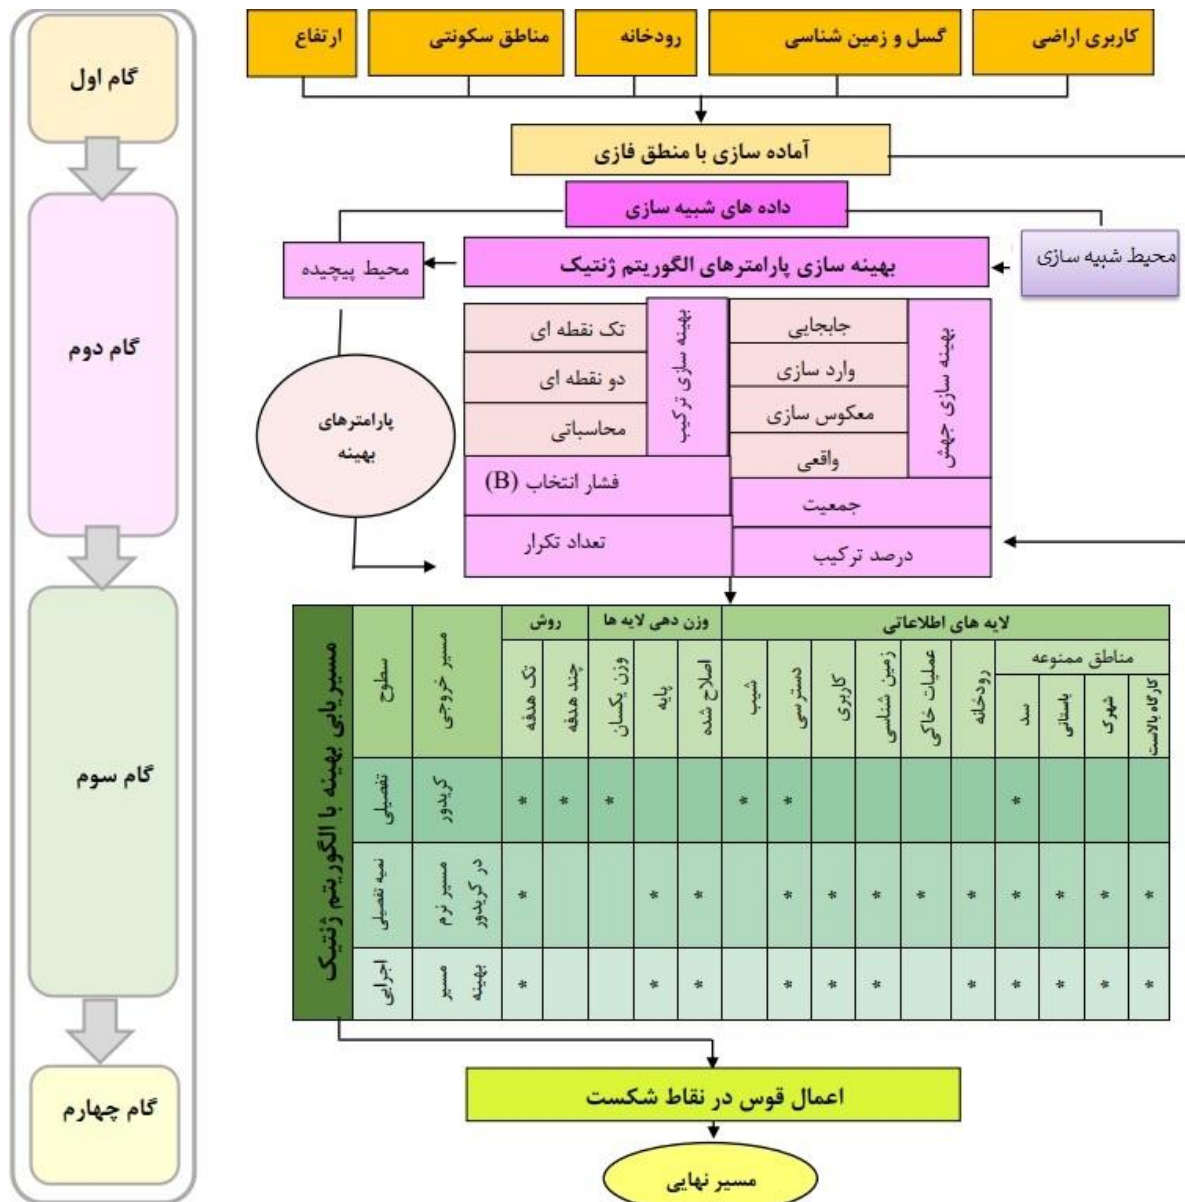 کاربری اراضی
گسل و زمین شناسی
رودخانه
مناطق سکونتی
ارتفاع
گام اول
آماده سازی با منطق فازی
داده های شبیه سازی
محیط شبیه سازی
بهینه سازی پارامترهای الگوریتم ژنتیک
محیط پیچیده
گام دوم
بهینه سازی جهش
جابجایی
وارد سازی
معکوس سازی
واقعی
بهینه سازی ترکیب
تک نقطه ای
دو نقطه ای
محاسباتی
جمعیت
فشار انتخاب (B)
درصد ترکیب
تعداد تکرار
پارامترهای
بهینه
گام سوم
لایه های اطلاعاتی
وزن دهی لایه ها
روش
مسیر خروجی
سطوح
مسیریابی بهینه با الگوریتم ژنتیک
مناطق ممنوعه
کارگاه بالاست
شهرک
باستانی
سد
رودخانه
عملیات خاکی
زمین شناسی
کاربری
دسترسی
شیب
اصلاح شده
پایه
وزن یکسان
چند هدفه
تک هدفه
* * * * * * کریدور تفصیلی
* * * * * * * * * * * مسیر نرم در کریدور نمیه تفصیلی
* * * * * * * * * * مسیر بهینه اجرایی
گام چهارم
اعمال قوس در نقاط شکست
مسیر نهایی